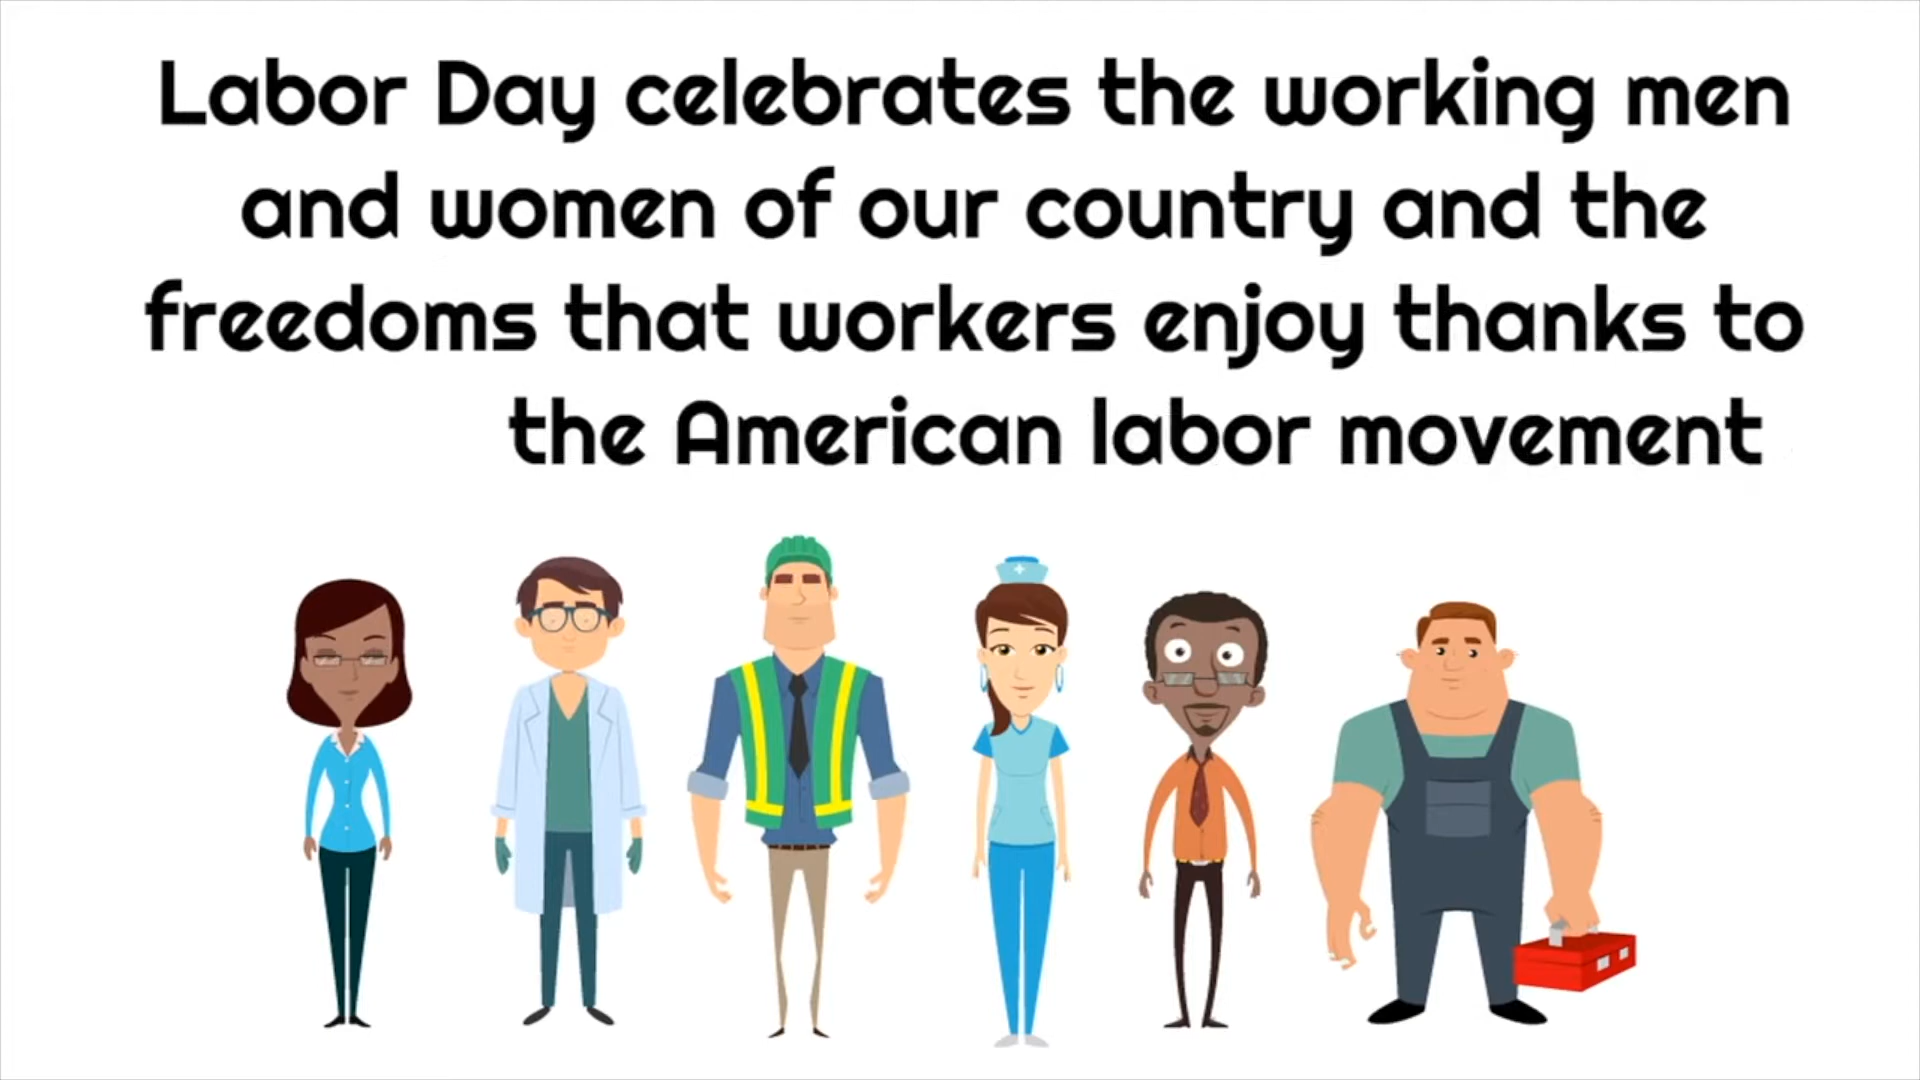 Labor Day celebrates the working men
and women of our country and the
freedoms that workers enjoy thanks to
the American labor movement